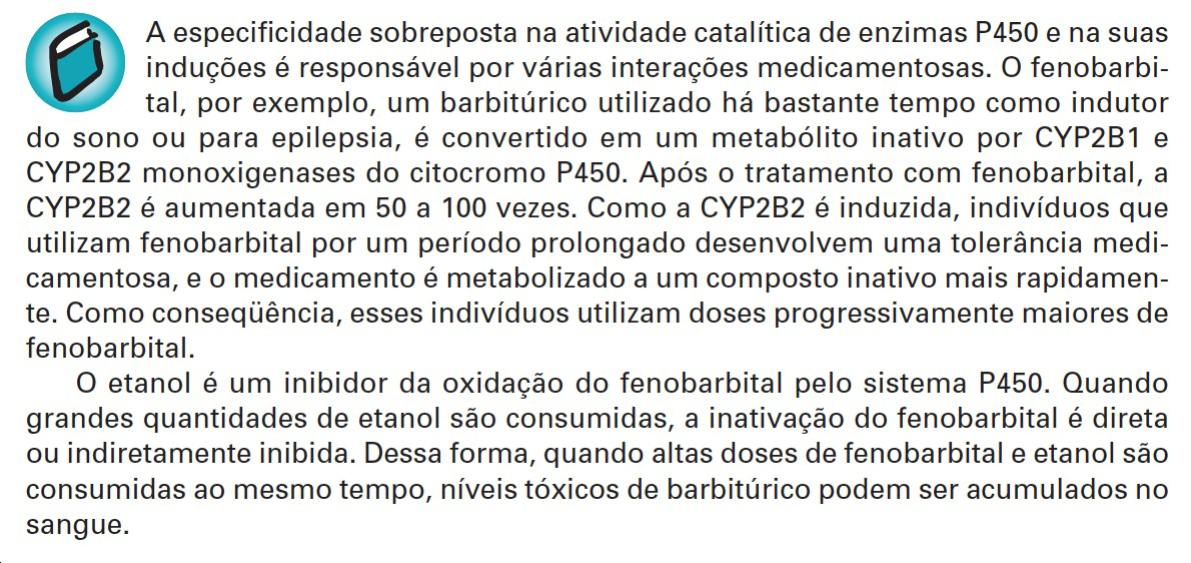 A especificidade sobreposta na atividade catalítica de enzimas P450 e na suas
induções é responsável por várias interações medicamentosas. O fenobarbi-
tal, por exemplo, um barbitúrico utilizado há bastante tempo como indutor
do sono ou para epilepsia, é convertido em um metabólito inativo por CYP2B1 e
CYP2B2 monoxigenases do citocromo P450. Após o tratamento com fenobarbital, a
CYP2B2 é aumentada em 50 a 100 vezes. Como a CYP2B2 é induzida, indivíduos que
utilizam fenobarbital por um período prolongado desenvolvem uma tolerância medi-
camentosa, e o medicamento é metabolizado a um composto inativo mais rapidamen-
te. Como conseqüência, esses indivíduos utilizam doses progressivamente maiores de
fenobarbital.
O etanol é um inibidor da oxidação do fenobarbital pelo sistema P450. Quando
grandes quantidades de etanol são consumidas, a inativação do fenobarbital é direta
ou indiretamente inibida. Dessa forma, quando altas doses de fenobarbital e etanol são
consumidas ao mesmo tempo, níveis tóxicos de barbitúrico podem ser acumulados no
sangue.